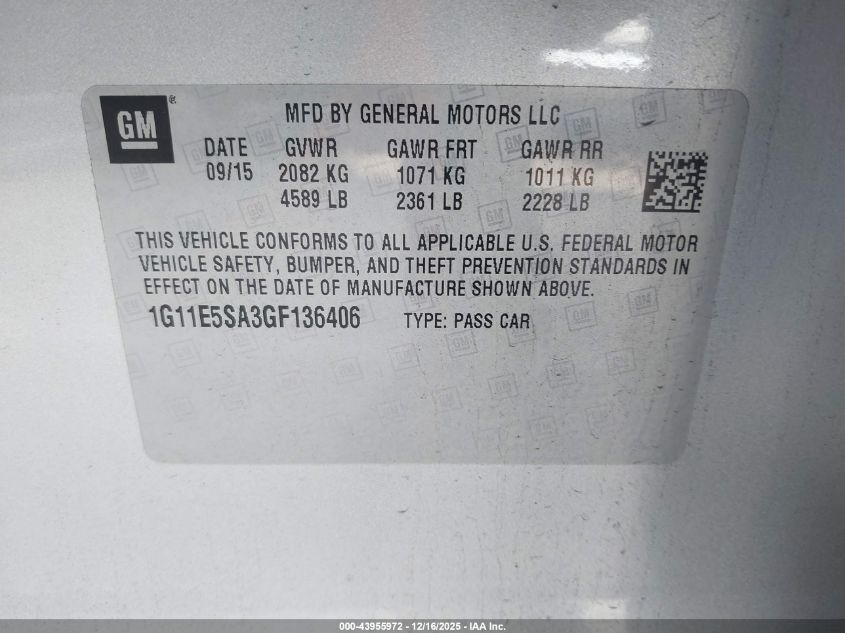 GM®
MFD BY GENERAL MOTORS LLC
DATE GVWR GAWR FRT GAWR RR
09/15 2082 KG 1071 KG 1011 KG
4589 LB 2361 LB 2228 LB
THIS VEHICLE CONFORMS TO ALL APPLICABLE U.S. FEDERAL MOTOR
VEHICLE SAFETY, BUMPER, AND THEFT PREVENTION STANDARDS IN
EFFECT ON THE DATE OF MANUFACTURE SHOWN ABOVE.
1G11E5SA3GF136406 TYPE: PASS CAR
000-43955972 - 12/16/2025 - IAA Inc.